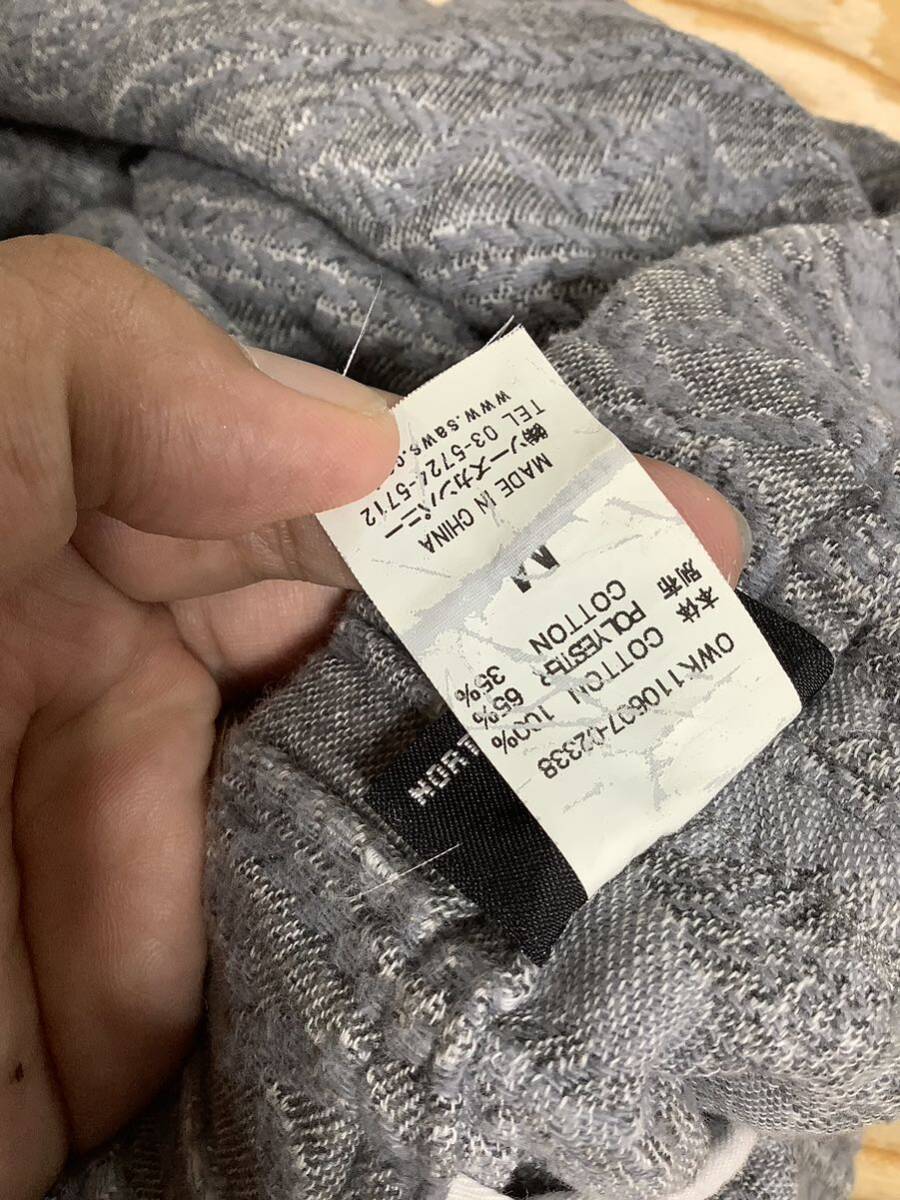 OWK110607-02338
本体 COTTON 100%
別布 POLYESTER 65%
COTTON 35%
M
MADE IN CHINA
㈱ソーズカンパニー
TEL 03-5724-5712
www.saws.
NORT